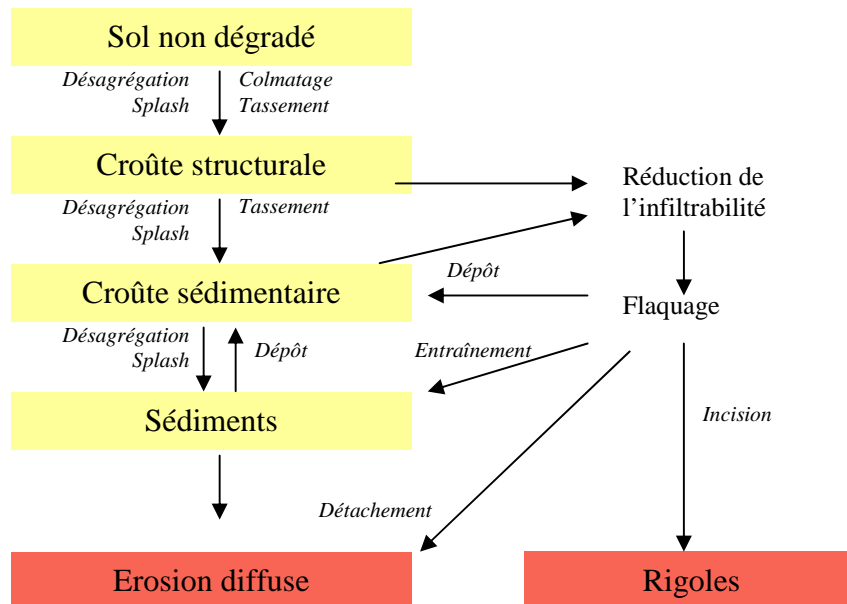 Sol non dégradé
Désagrégation
Splash
Colmatage
Tassement
Croûte structurale
Réduction de
l’infiltrabilité
Désagrégation
Splash
Tassement
Croûte sédimentaire
Dépôt
Flaquage
Désagrégation
Splash
Dépôt
Entraînement
Sédiments
Incision
Détachement
Erosion diffuse
Rigoles